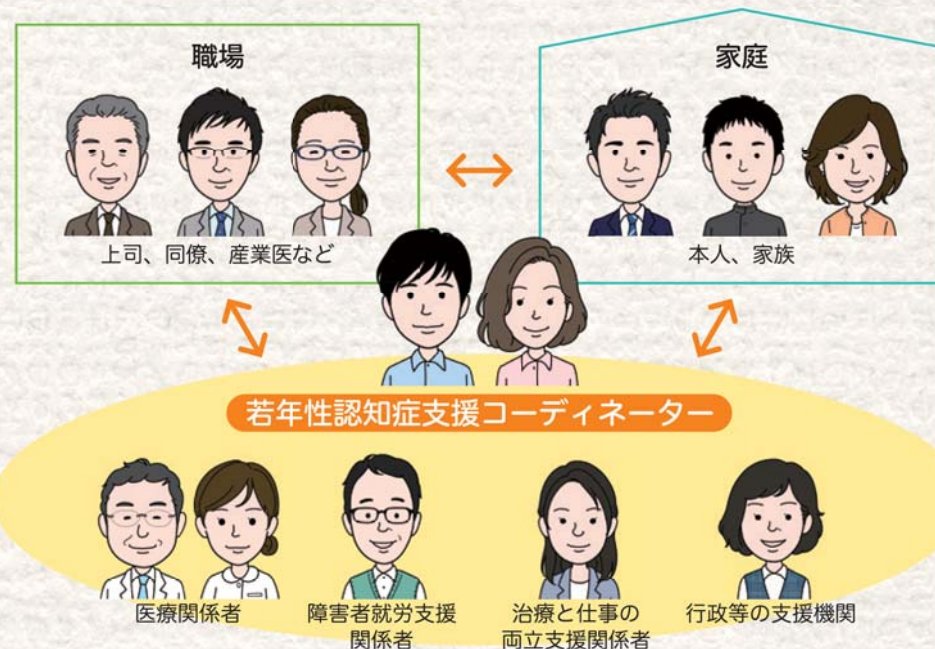 職場
家庭
上司、同僚、産業医など
本人、家族
若年性認知症支援コーディネーター
医療関係者
障害者就労支援
関係者
治療と仕事の
両立支援関係者
行政等の支援機関